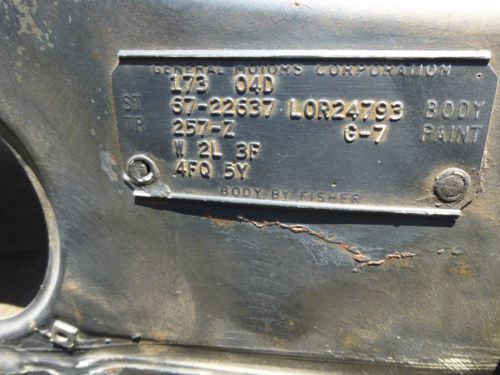 GENERAL MOTORS CORPORATION
173 04D
ST 67-22637 LOR24793 BODY
TR 257-Z G-7 PAINT
W 2L 3F
4FQ 5Y
BODY BY FISHER